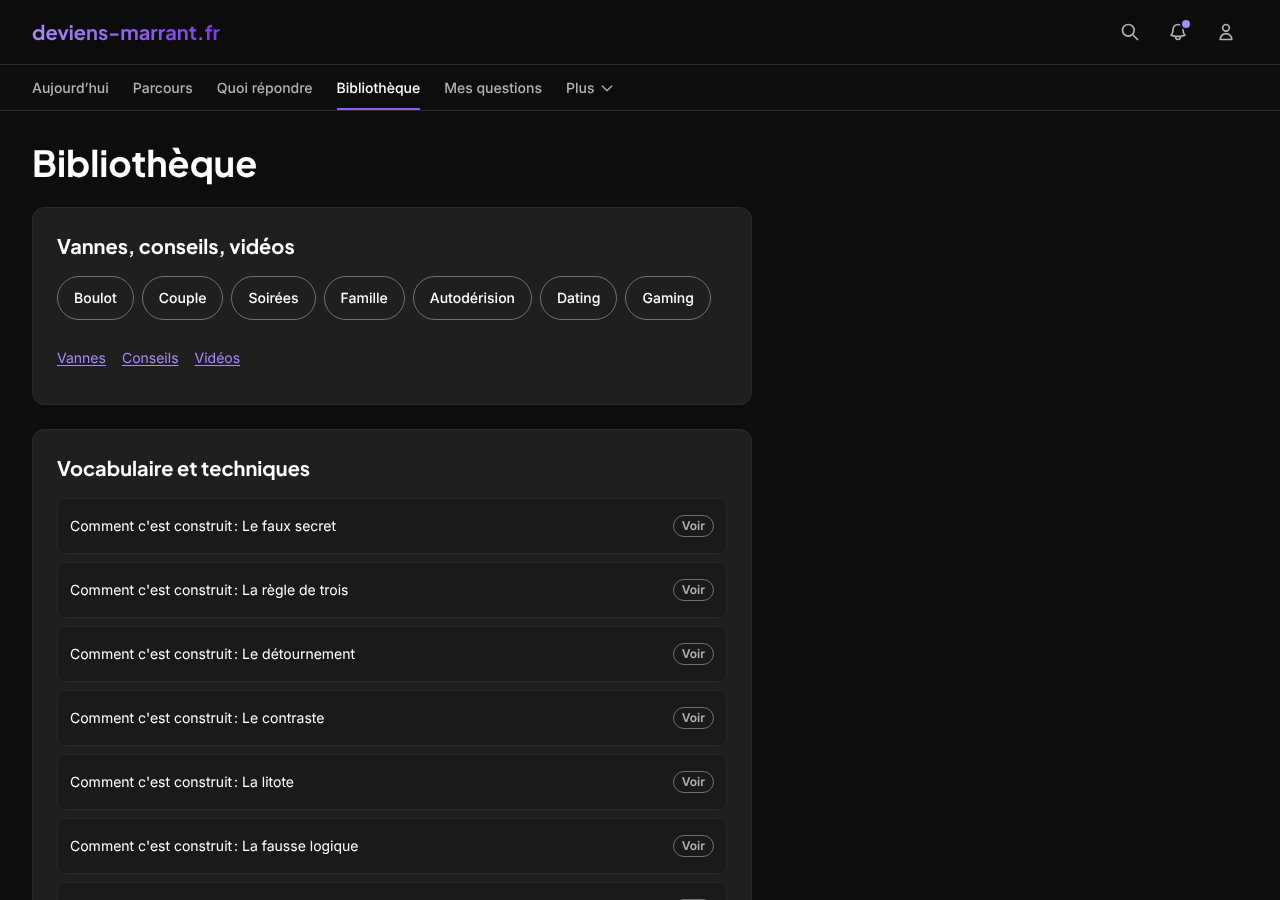 deviens-marrant.fr
Aujourd’hui Parcours Quoi répondre Bibliothèque Mes questions Plus
Bibliothèque
Vannes, conseils, vidéos
Boulot Couple Soirées Famille Autodérision Dating Gaming
Vannes Conseils Vidéos
Vocabulaire et techniques
Comment c'est construit : Le faux secret Voir
Comment c'est construit : La règle de trois Voir
Comment c'est construit : Le détournement Voir
Comment c'est construit : Le contraste Voir
Comment c'est construit : La litote Voir
Comment c'est construit : La fausse logique Voir